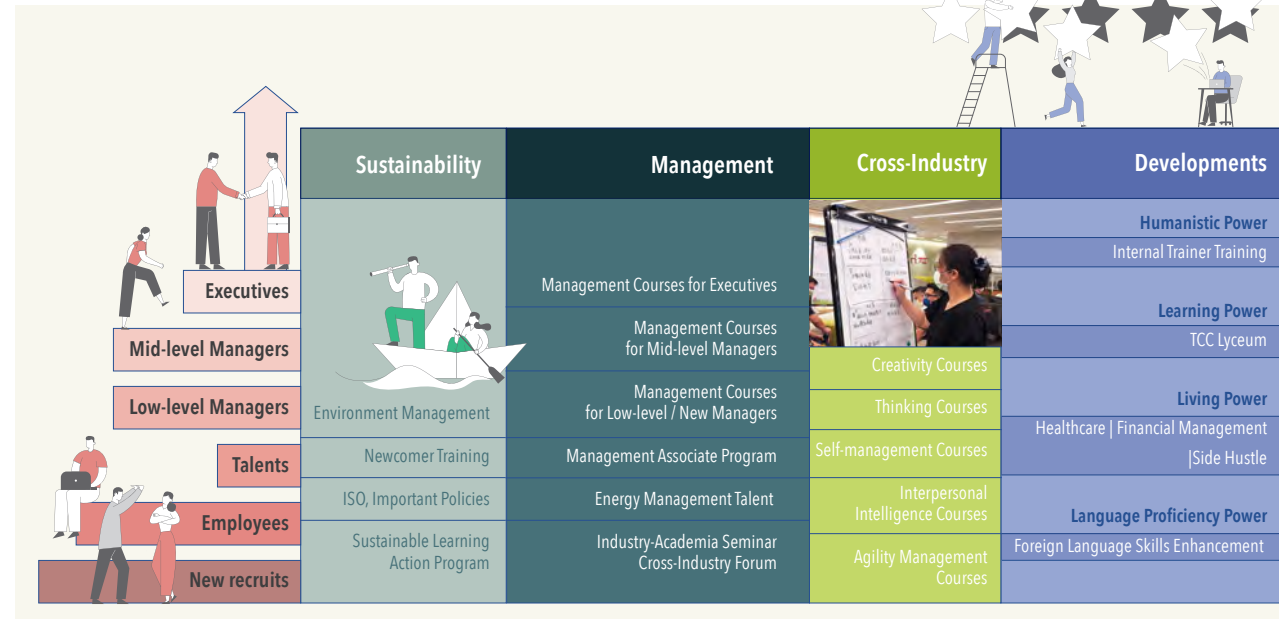 Sustainability
Management
Cross-Industry
Developments
Executives
Mid-level Managers
Low-level Managers
Talents
Employees
New recruits
Environment Management
Newcomer Training
ISO, Important Policies
Sustainable Learning
Action Program
Management Courses for Executives
Management Courses
for Mid-level Managers
Management Courses
for Low-level / New Managers
Management Associate Program
Energy Management Talent
Industry-Academia Seminar
Cross-Industry Forum
Creativity Courses
Thinking Courses
Self-management Courses
Interpersonal
Intelligence Courses
Agility Management
Courses
Humanistic Power
Internal Trainer Training
Learning Power
TCC Lyceum
Living Power
Healthcare | Financial Management
|Side Hustle
Language Proficiency Power
Foreign Language Skills Enhancement